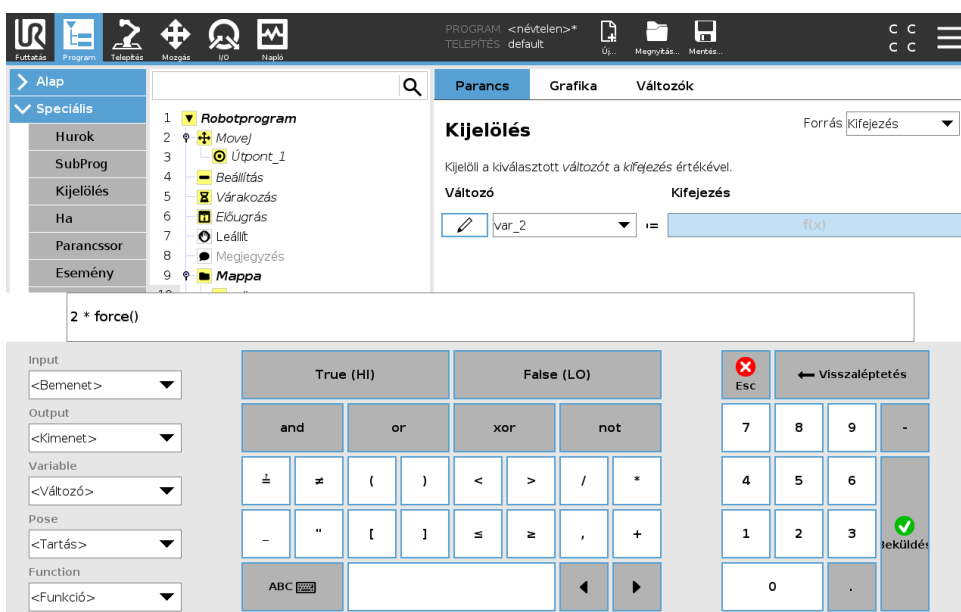 PROGRAM <névtelen>*
TELEPÍTÉS default
Futtatás Program Telepítés Mozgás I/O Napló
Új... Megnyitás... Mentés...
C C
C C
Alap
Speciális
Hurok
SubProg
Kijelölés
Ha
Parancssor
Esemény
1 Robotprogram
2 MoveJ
3 Útpont_1
4 Beállítás
5 Várakozás
6 Előugrás
7 Leállít
8 Megjegyzés
9 Mappa
Parancs Grafika Változók
Kijelölés
Forrás Kifejezés
Kijelöli a kiválasztott változót a kifejezés értékével.
Változó Kifejezés
var_2 := f(x)
2 * force()
Input
<Bemenet>
Output
<Kimenet>
Variable
<Változó>
Pose
<Tartás>
Function
<Funkció>
True (HI) False (LO)
and or xor not
≟ ≠ ( ) < > / *
_ " [ ] ≤ ≥ , +
ABC
Esc Visszaléptetés
7 8 9 -
4 5 6
1 2 3
0 .